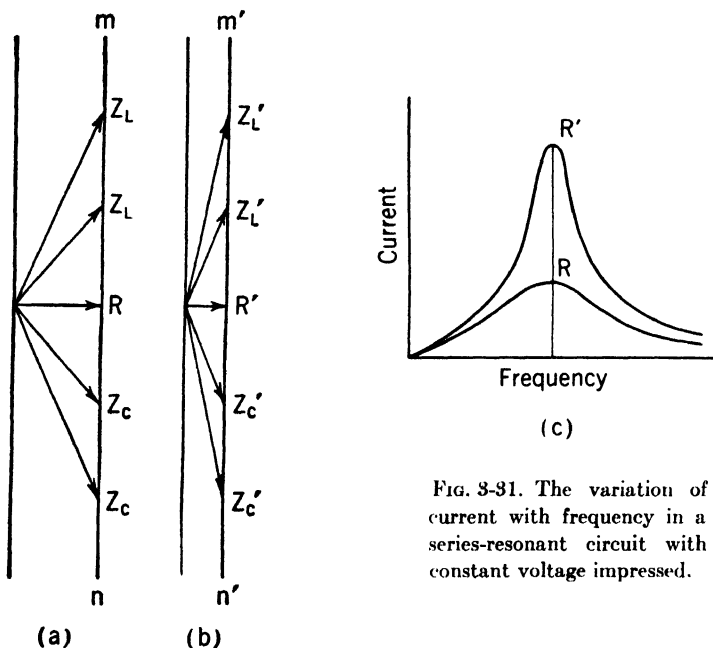 m
m′
Z_L
Z_L′
Z_L
Z_L′
R
R′
Z_C
Z_C′
Z_C
Z_C′
n
n′
(a)
(b)
Current
R′
R
Frequency
(c)
FIG. 3-31. The variation of
current with frequency in a
series-resonant circuit with
constant voltage impressed.